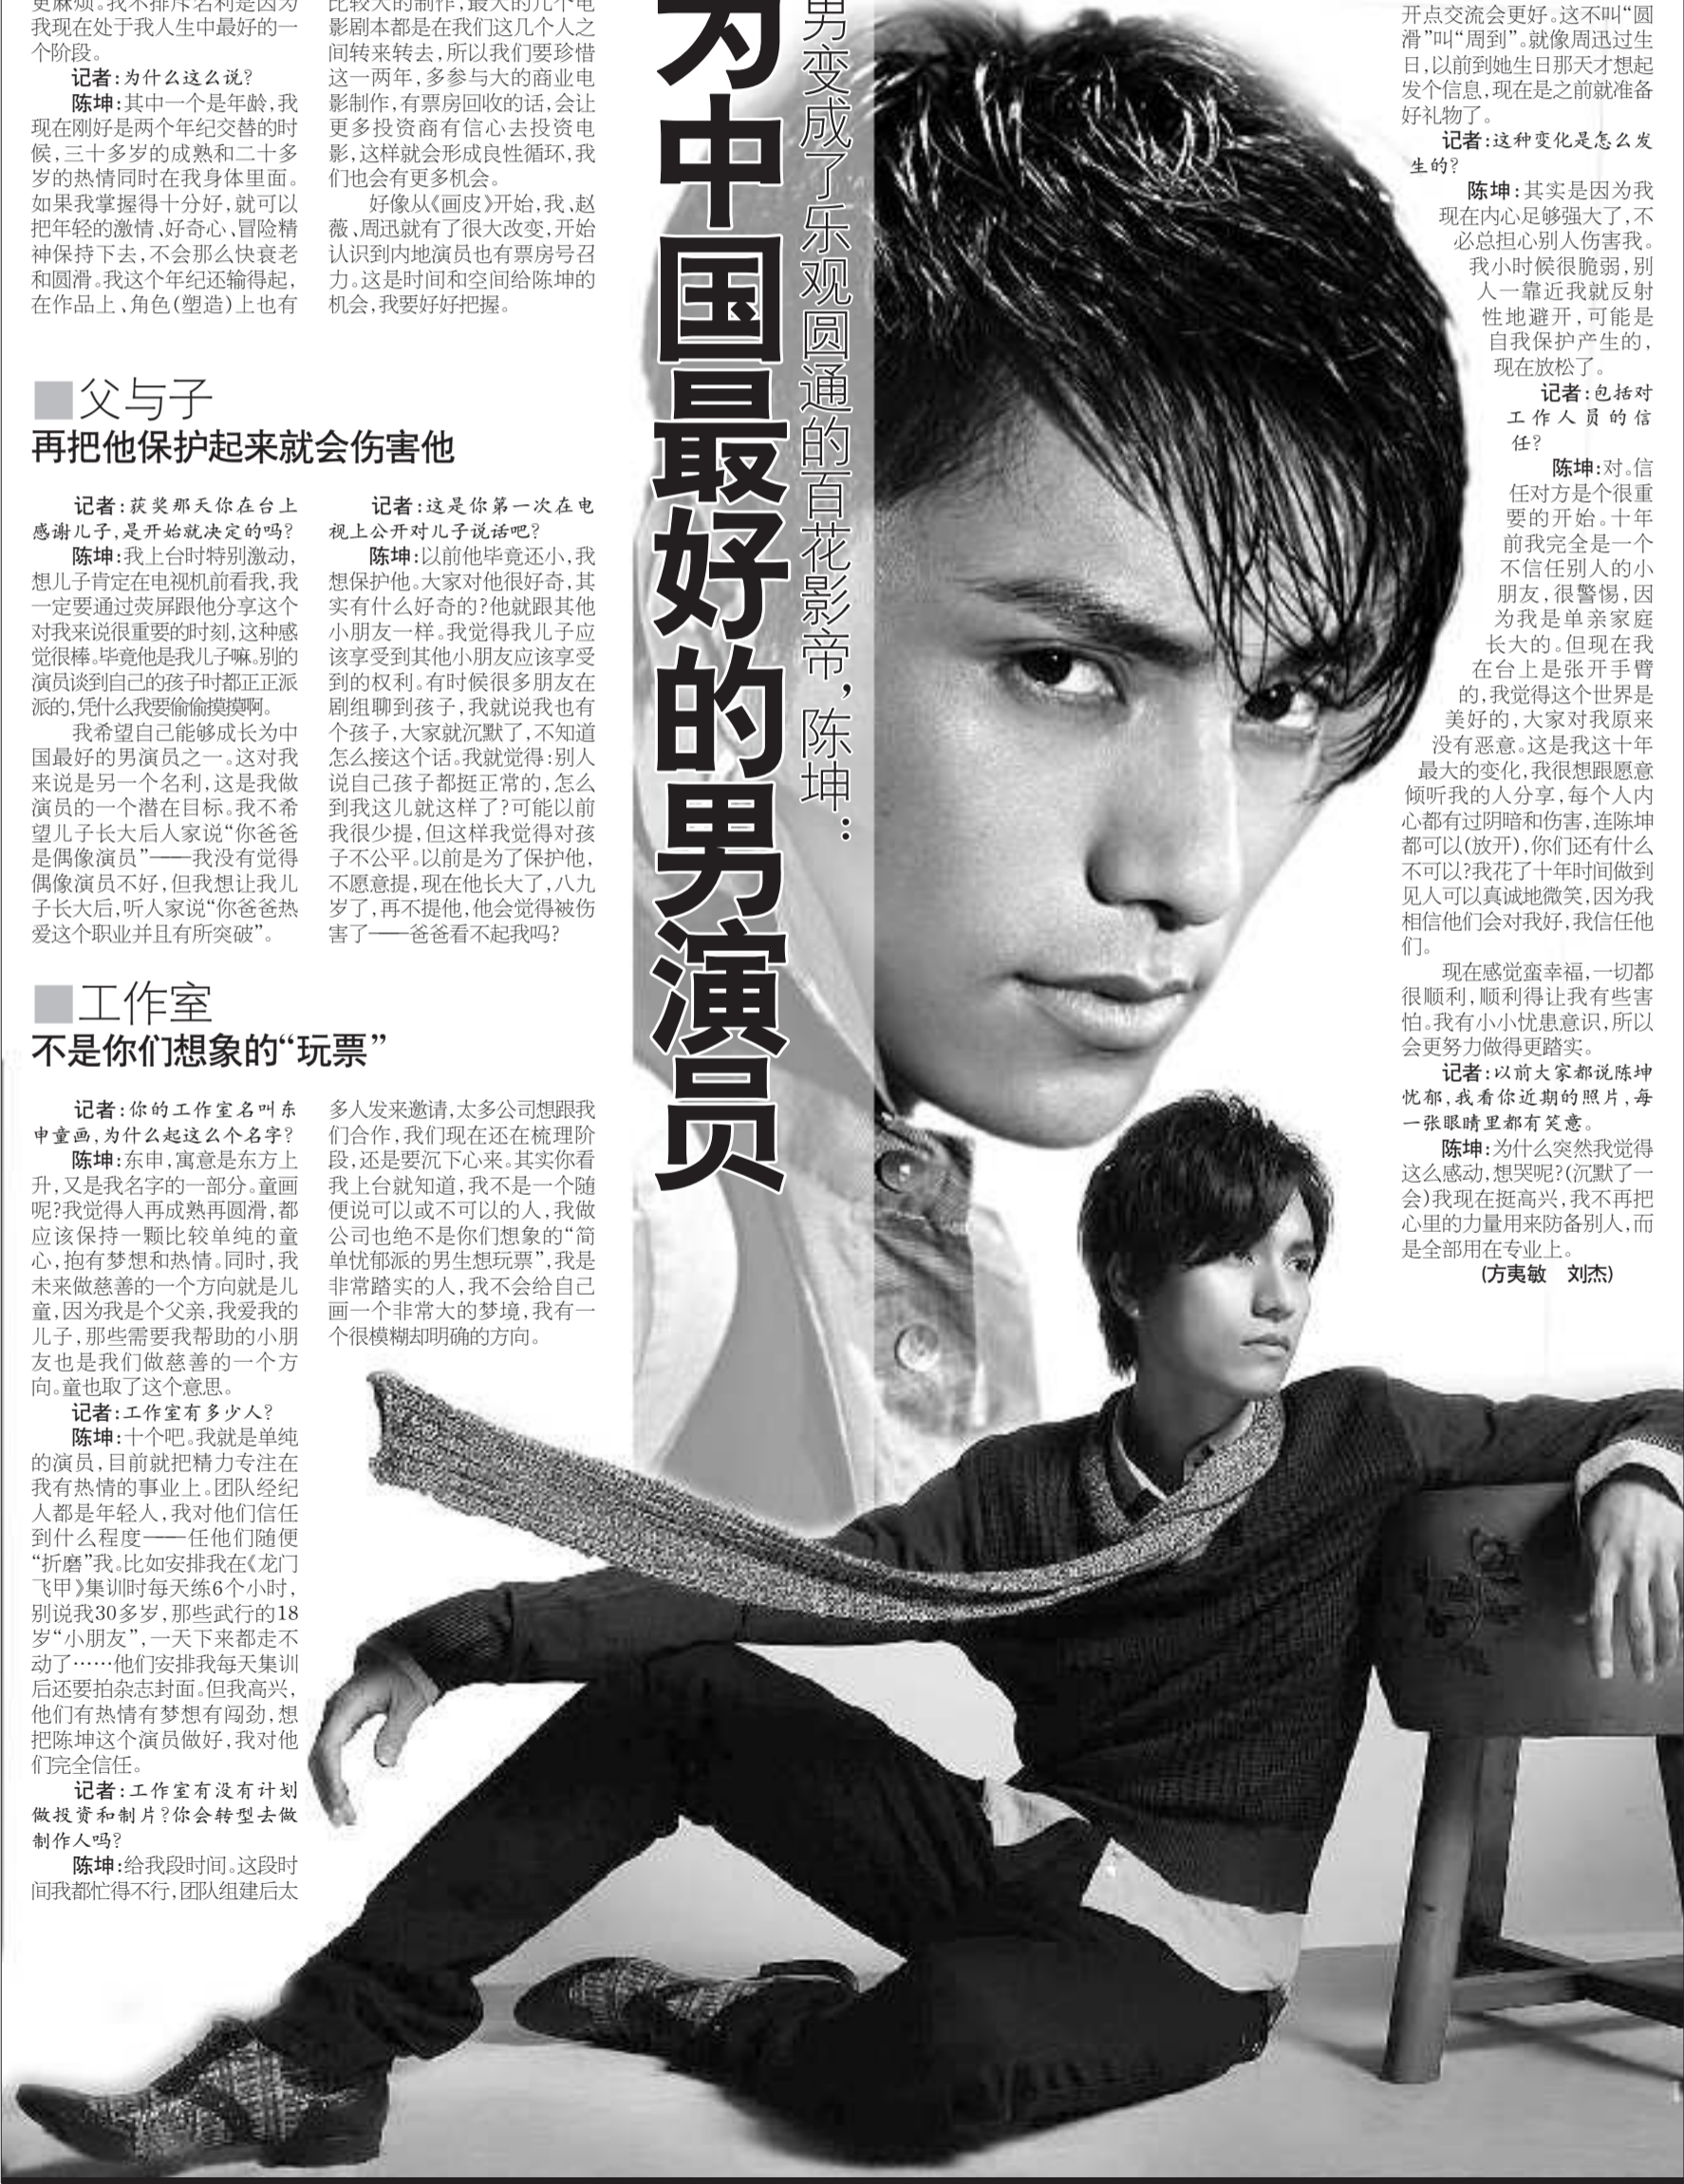 更麻烦。我不排斥名利是因为
我现在处于我人生中最好的一
个阶段。
记者:为什么这么说?
陈坤:其中一个是年龄,我
现在刚好是两个年纪交替的时
候,三十多岁的成熟和二十多
岁的热情同时在我身体里面。
如果我掌握得十分好,就可以
把年轻的激情、好奇心、冒险精
神保持下去,不会那么快衰老
和圆滑。我这个年纪还输得起,
在作品上、角色(塑造)上也有
比较大的制作,最大的几个电
影剧本都是在我们这几个人之
间转来转去,所以我们要珍惜
这一两年,多参与大的商业电
影制作,有票房回收的话,会让
更多投资商有信心去投资电
影,这样就会形成良性循环,我
们也会有更多机会。
好像从《画皮》开始,我、赵
薇、周迅就有了很大改变,开始
认识到内地演员也有票房号召
力。这是时间和空间给陈坤的
机会,我要好好把握。
■父与子
再把他保护起来就会伤害他
记者:获奖那天你在台上
感谢儿子,是开始就决定的吗?
陈坤:我上台时特别激动,
想儿子肯定在电视机前看我,我
一定要通过荧屏跟他分享这个
对我来说很重要的时刻,这种感
觉很棒。毕竟他是我儿子嘛。别的
演员谈到自己的孩子时都正正派
派的,凭什么我要偷偷摸摸啊。
我希望自己能够成长为中
国最好的男演员之一。这对我
来说是另一个名利,这是我做
演员的一个潜在目标。我不希
望儿子长大后人家说“你爸爸
是偶像演员”——我没有觉得
偶像演员不好,但我想让我儿
子长大后,听人家说“你爸爸热
爱这个职业并且有所突破”。
记者:这是你第一次在电
视上公开对儿子说话吧?
陈坤:以前他毕竟还小,我
想保护他。大家对他很好奇,其
实有什么好奇的?他就跟其他
小朋友一样。我觉得我儿子应
该享受到其他小朋友应该享受
到的权利。有时候很多朋友在
剧组聊到孩子,我就说我也有
个孩子,大家就沉默了,不知道
怎么接这个话。我就觉得:别人
说自己孩子都挺正常的,怎么
到我这儿就这样了?可能以前
我很少提,但这样我觉得对孩
子不公平。以前是为了保护他,
不愿意提,现在他长大了,八九
岁了,再不提他,他会觉得被伤
害了——爸爸看不起我吗?
■工作室
不是你们想象的“玩票”
记者:你的工作室名叫东
申童画,为什么起这么个名字?
陈坤:东申,寓意是东方上
升,又是我名字的一部分。童画
呢?我觉得人再成熟再圆滑,都
应该保持一颗比较单纯的童
心,抱有梦想和热情。同时,我
未来做慈善的一个方向就是儿
童,因为我是个父亲,我爱我的
儿子,那些需要我帮助的小朋
友也是我们做慈善的一个方
向。童也取了这个意思。
记者:工作室有多少人?
陈坤:十个吧。我就是单纯
的演员,目前就把精力专注在
我有热情的事业上。团队经纪
人都是年轻人,我对他们信任
到什么程度——任他们随便
“折磨”我。比如安排我在《龙门
飞甲》集训时每天练6个小时,
别说我30多岁,那些武行的18
岁“小朋友”,一天下来都走不
动了……他们安排我每天集训
后还要拍杂志封面。但我高兴,
他们有热情有梦想有闯劲,想
把陈坤这个演员做好,我对他
们完全信任。
记者:工作室有没有计划
做投资和制片?你会转型去做
制作人吗?
陈坤:给我段时间。这段时
间我都忙得不行,团队组建后太
多人发来邀请,太多公司想跟我
们合作,我们现在还在梳理阶
段,还是要沉下心来。其实你看
我上台就知道,我不是一个随
便说可以或不可以的人,我做
公司也绝不是你们想象的“简
单忧郁派的男生想玩票”,我是
非常踏实的人,我不会给自己
画一个非常大的梦境,我有一
个很模糊却明确的方向。
为中国最好的男演员
男变成了乐观圆通的百花影帝,陈坤:
开点交流会更好。这不叫“圆
滑”叫“周到”。就像周迅过生
日,以前到她生日那天才想起
发个信息,现在是之前就准备
好礼物了。
记者:这种变化是怎么发
生的?
陈坤:其实是因为我
现在内心足够强大了,不
必总担心别人伤害我。
我小时候很脆弱,别
人一靠近我就反射
性地避开,可能是
自我保护产生的,
现在放松了。
记者:包括对
工作人员的信
任?
陈坤:对。信
任对方是个很重
要的开始。十年
前我完全是一个
不信任别人的小
朋友,很警惕,因
为我是单亲家庭
长大的。但现在我
在台上是张开手臂
的,我觉得这个世界是
美好的,大家对我原来
没有恶意。这是我这十年
最大的变化,我很想跟愿意
倾听我的人分享,每个人内
心都有过阴暗和伤害,连陈坤
都可以(放开),你们还有什么
不可以?我花了十年时间做到
见人可以真诚地微笑,因为我
相信他们会对我好,我信任他
们。
现在感觉蛮幸福,一切都
很顺利,顺利得让我有些害
怕。我有小小忧患意识,所以
会更努力做得更踏实。
记者:以前大家都说陈坤
忧郁,我看你近期的照片,每
一张眼睛里都有笑意。
陈坤:为什么突然我觉得
这么感动,想哭呢?(沉默了一
会)我现在挺高兴,我不再把
心里的力量用来防备别人,而
是全部用在专业上。
(方夷敏 刘杰)